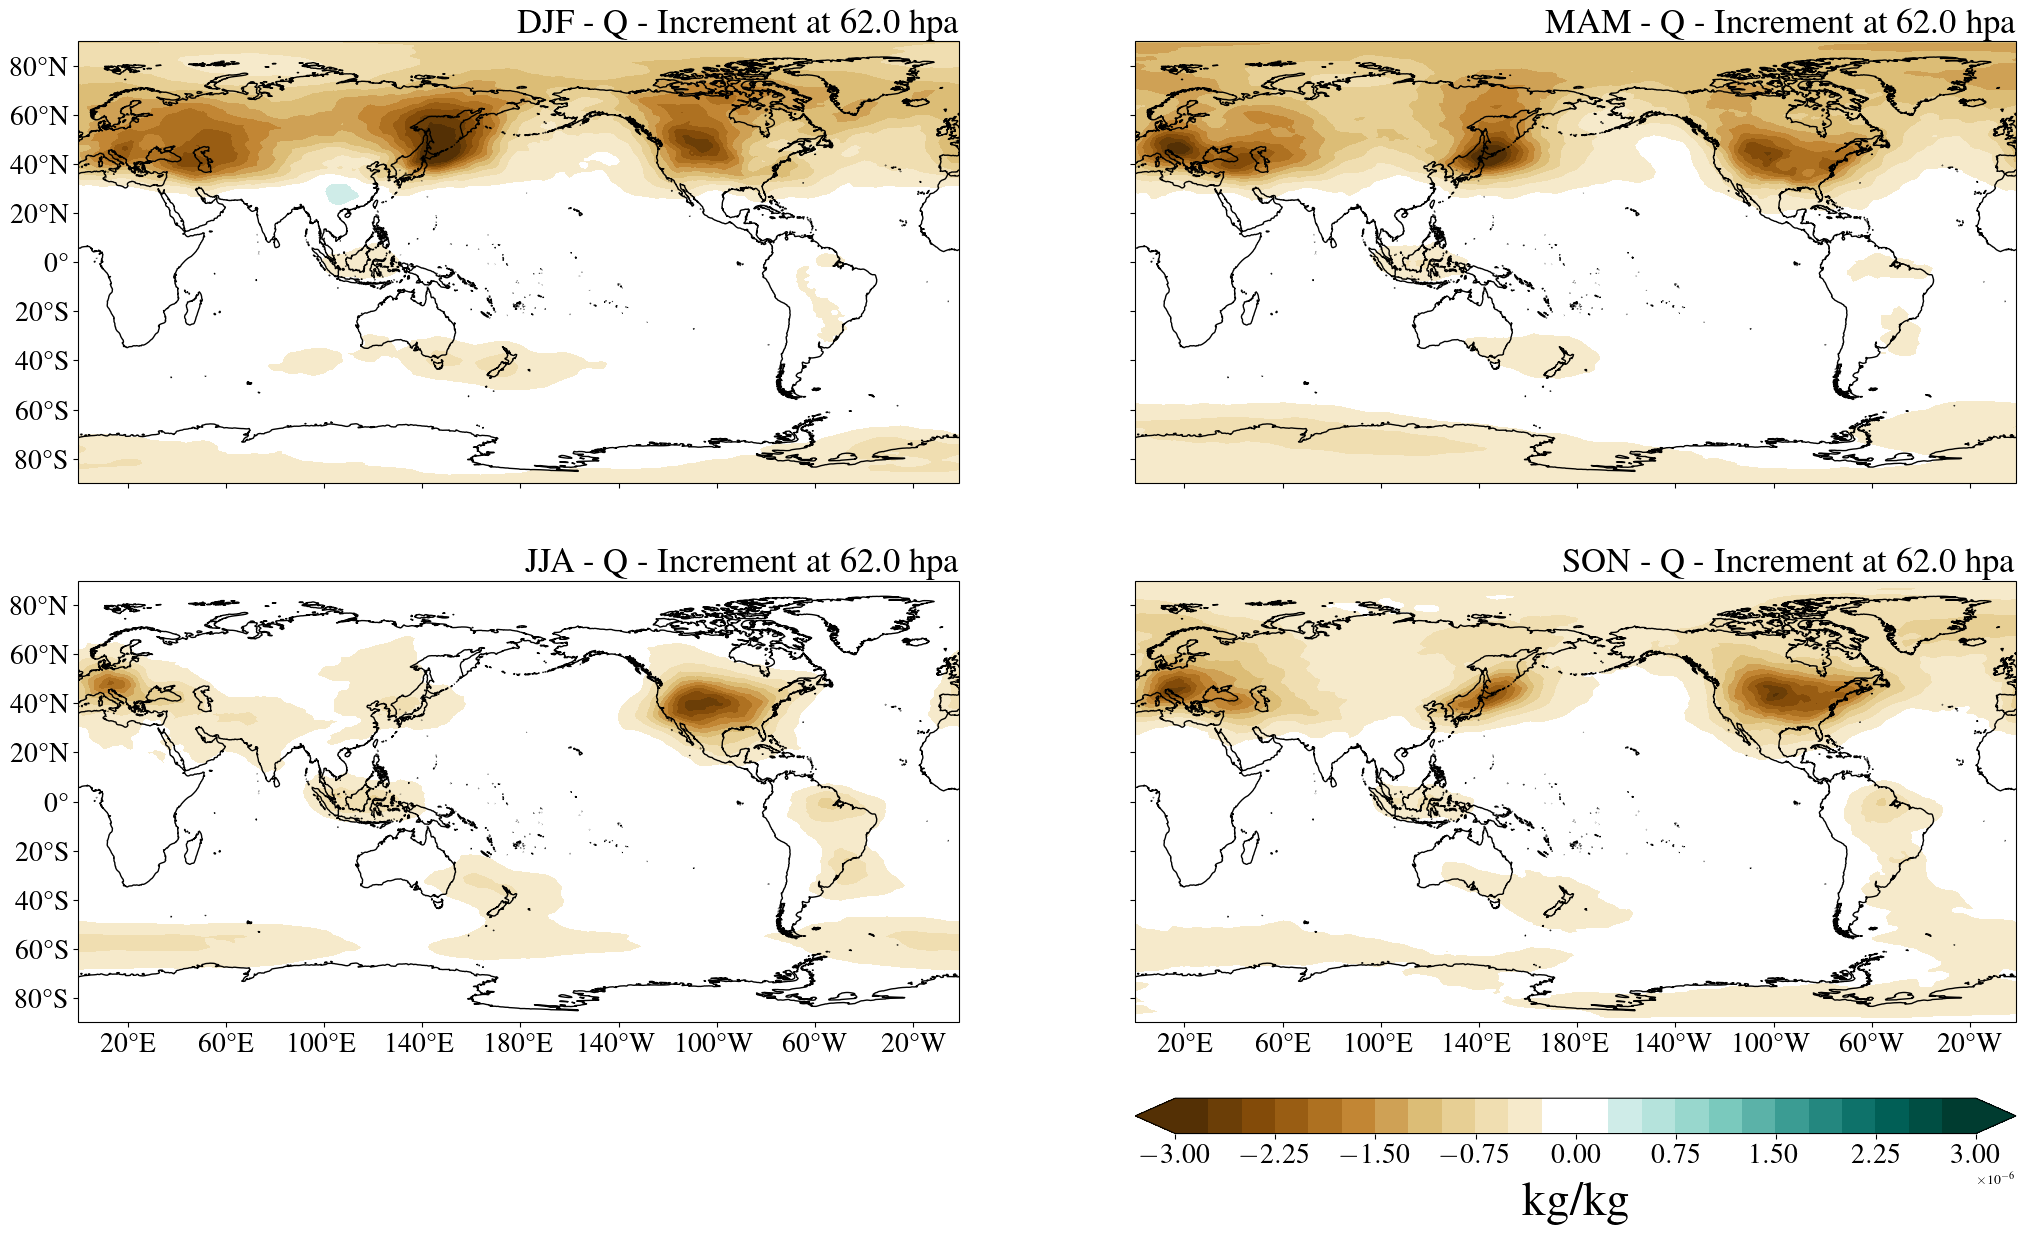 DJF - Q - Increment at 62.0 hpa
MAM - Q - Increment at 62.0 hpa
80°N
60°N
40°N
20°N
0°
20°S
40°S
60°S
80°S
JJA - Q - Increment at 62.0 hpa
SON - Q - Increment at 62.0 hpa
80°N
60°N
40°N
20°N
0°
20°S
40°S
60°S
80°S
20°E 60°E 100°E 140°E 180°E 140°W 100°W 60°W 20°W
20°E 60°E 100°E 140°E 180°E 140°W 100°W 60°W 20°W
−3.00 −2.25 −1.50 −0.75 0.00 0.75 1.50 2.25 3.00
×10⁻⁶
kg/kg